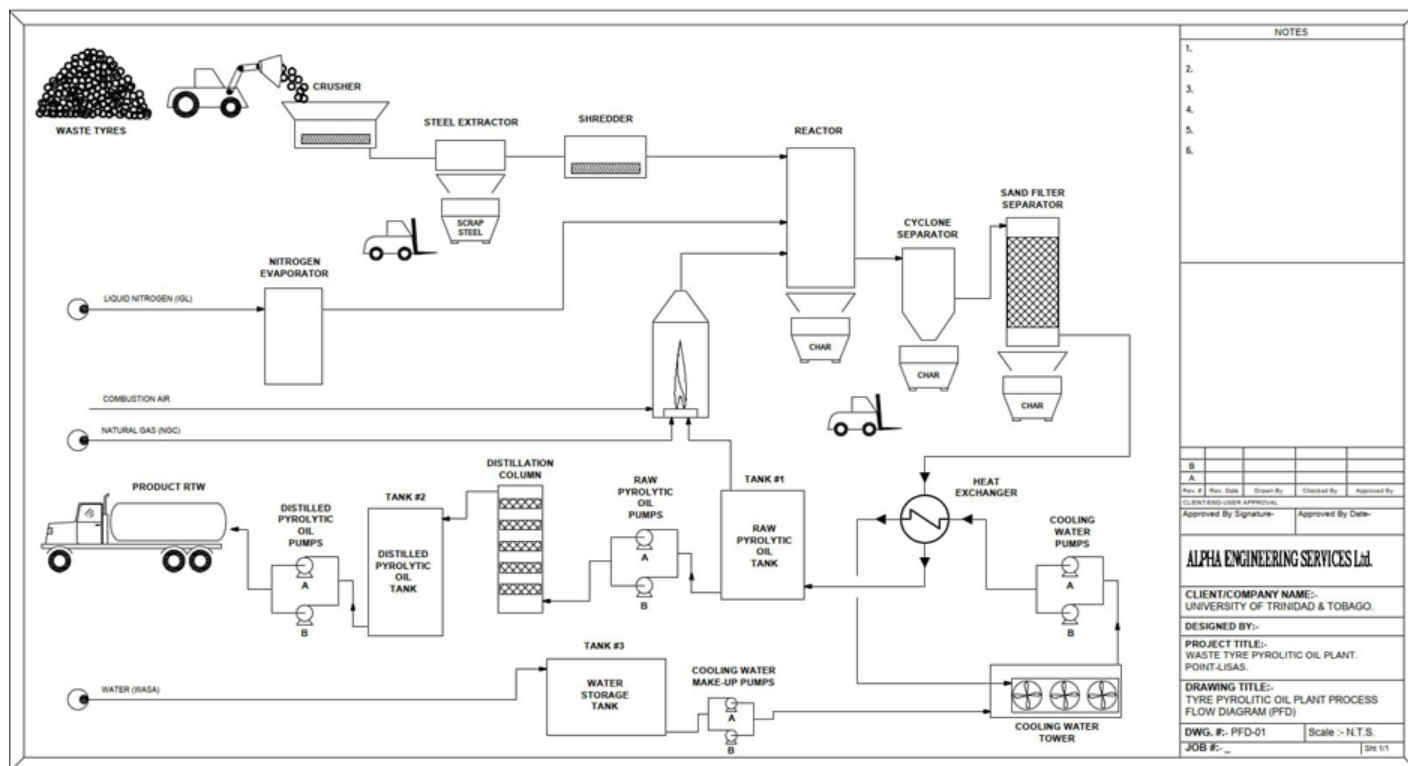 WASTE TYRES
CRUSHER
STEEL EXTRACTOR
SCRAP
STEEL
SHREDDER
REACTOR
CHAR
CYCLONE
SEPARATOR
CHAR
SAND FILTER
SEPARATOR
CHAR
NITROGEN
EVAPORATOR
LIQUID NITROGEN (IGL)
COMBUSTION AIR
NATURAL GAS (NGC)
PRODUCT RTW
DISTILLED
PYROLYTIC
OIL
PUMPS
A
B
TANK #2
DISTILLED
PYROLYTIC
OIL
TANK
DISTILLATION
COLUMN
RAW
PYROLYTIC
OIL
PUMPS
A
B
TANK #1
RAW
PYROLYTIC
OIL
TANK
HEAT
EXCHANGER
COOLING
WATER
PUMPS
A
B
TANK #3
WATER
STORAGE
TANK
WATER (WASA)
COOLING WATER
MAKE-UP PUMPS
A
B
COOLING WATER
TOWER
NOTES
1.
2.
3.
4.
5.
6.
B
A
Rev. # Rev. Date Drawn By Checked By Approved By
CLIENT/END-USER APPROVAL
Approved By Signature- Approved By Date-
ALPHA ENGINEERING SERVICES Ltd.
CLIENT/COMPANY NAME:-
UNIVERSITY OF TRINIDAD & TOBAGO.
DESIGNED BY:-
PROJECT TITLE:-
WASTE TYRE PYROLITIC OIL PLANT.
POINT-LISAS.
DRAWING TITLE:-
TYRE PYROLITIC OIL PLANT PROCESS
FLOW DIAGRAM (PFD)
DWG. #:- PFD-01 Scale :- N.T.S.
JOB #:- _ Sht 1/1